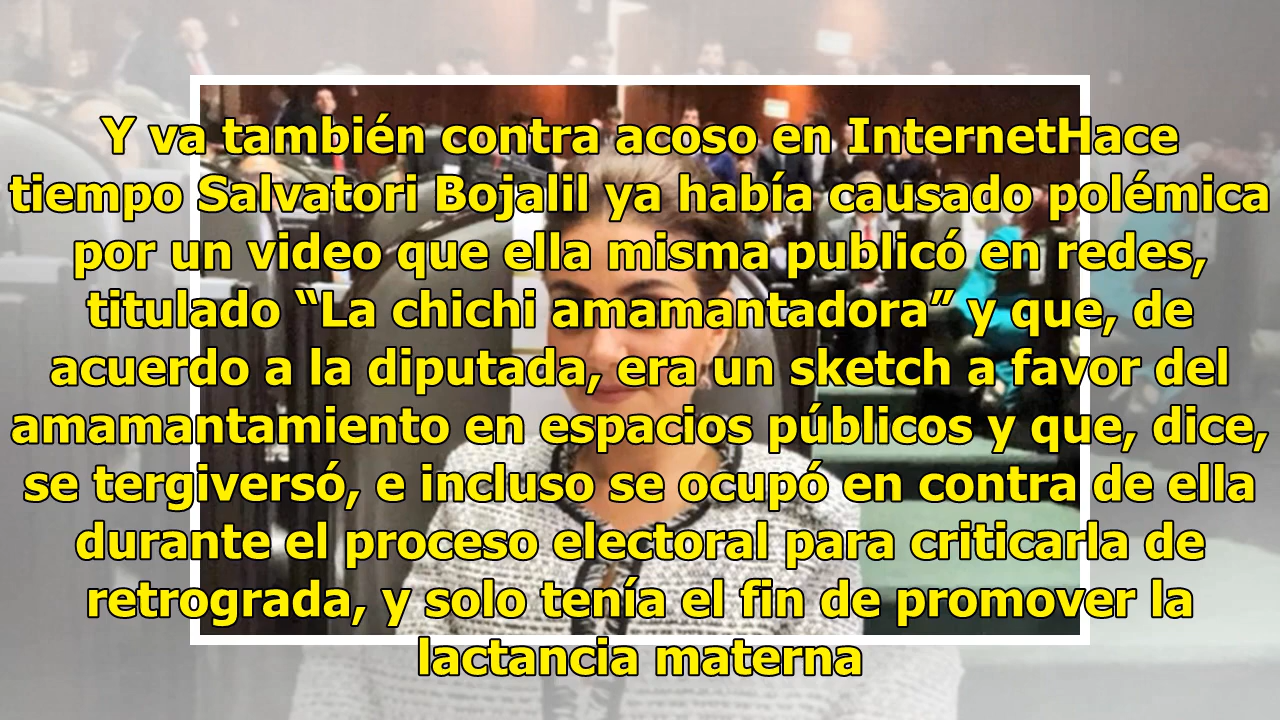 Y va también contra acoso en InternetHace
tiempo Salvatori Bojalil ya había causado polémica
por un video que ella misma publicó en redes,
titulado “La chichi amamantadora” y que, de
acuerdo a la diputada, era un sketch a favor del
amamantamiento en espacios públicos y que, dice,
se tergiversó, e incluso se ocupó en contra de ella
durante el proceso electoral para criticarla de
retrograda, y solo tenía el fin de promover la
lactancia materna